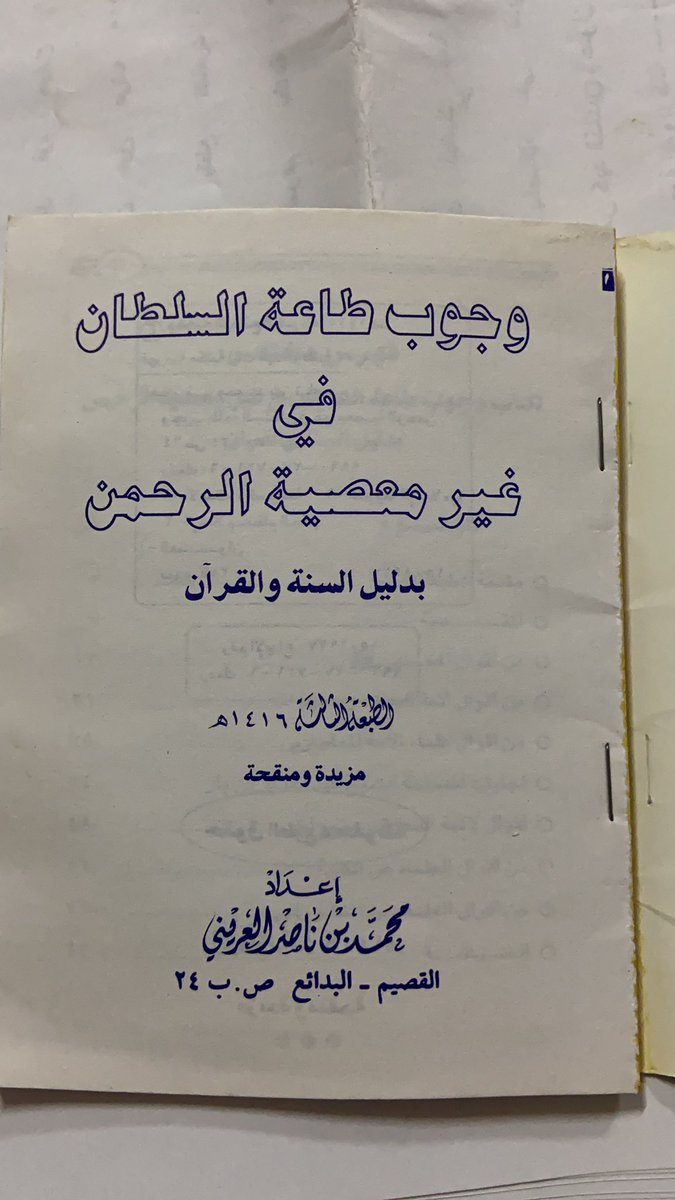 وجوب طاعة السلطان
في
غير معصية الرحمن
بدليل السنة والقرآن
الطبعة الثالثة ١٤١٦هـ
مزيدة ومنقحة
إعداد
محمد بن ناصر العريني
القصيم - البدائع ص.ب ٢٤